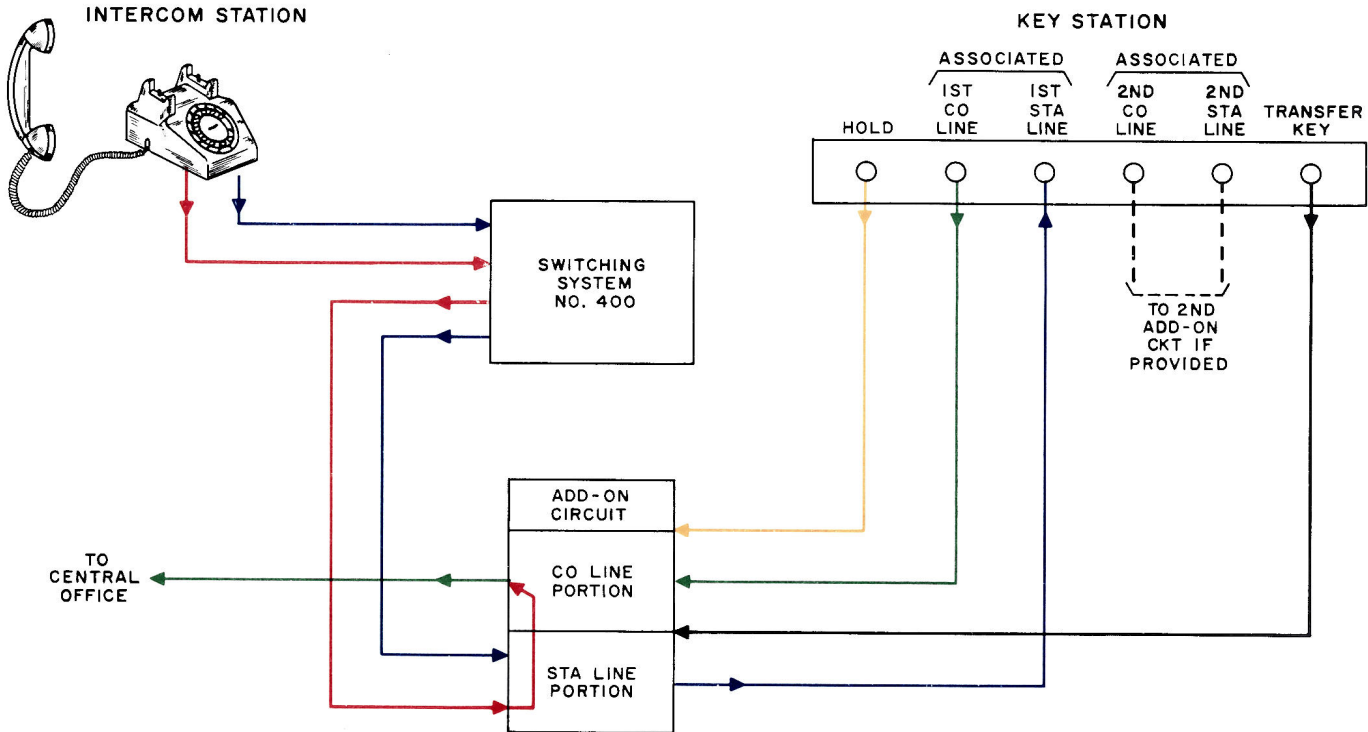 INTERCOM STATION
KEY STATION
ASSOCIATED
ASSOCIATED
HOLD
1ST
CO
LINE
1ST
STA
LINE
2ND
CO
LINE
2ND
STA
LINE
TRANSFER
KEY
SWITCHING
SYSTEM
NO. 400
TO 2ND
ADD-ON
CKT IF
PROVIDED
ADD-ON
CIRCUIT
TO
CENTRAL
OFFICE
CO LINE
PORTION
STA LINE
PORTION